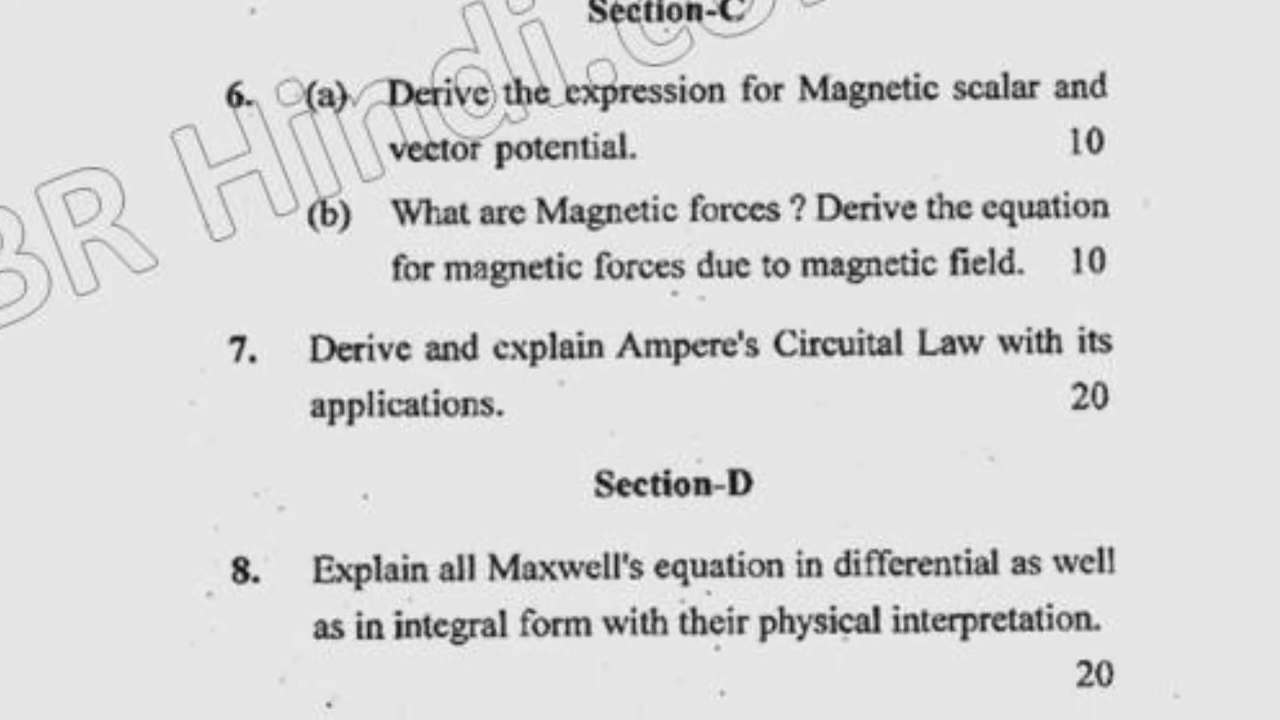 Section-C
6. (a) Derive the expression for Magnetic scalar and
vector potential. 10
(b) What are Magnetic forces ? Derive the equation
for magnetic forces due to magnetic field. 10
7. Derive and explain Ampere's Circuital Law with its
applications. 20
Section-D
8. Explain all Maxwell's equation in differential as well
as in integral form with their physical interpretation.
20
BR Hindi.co